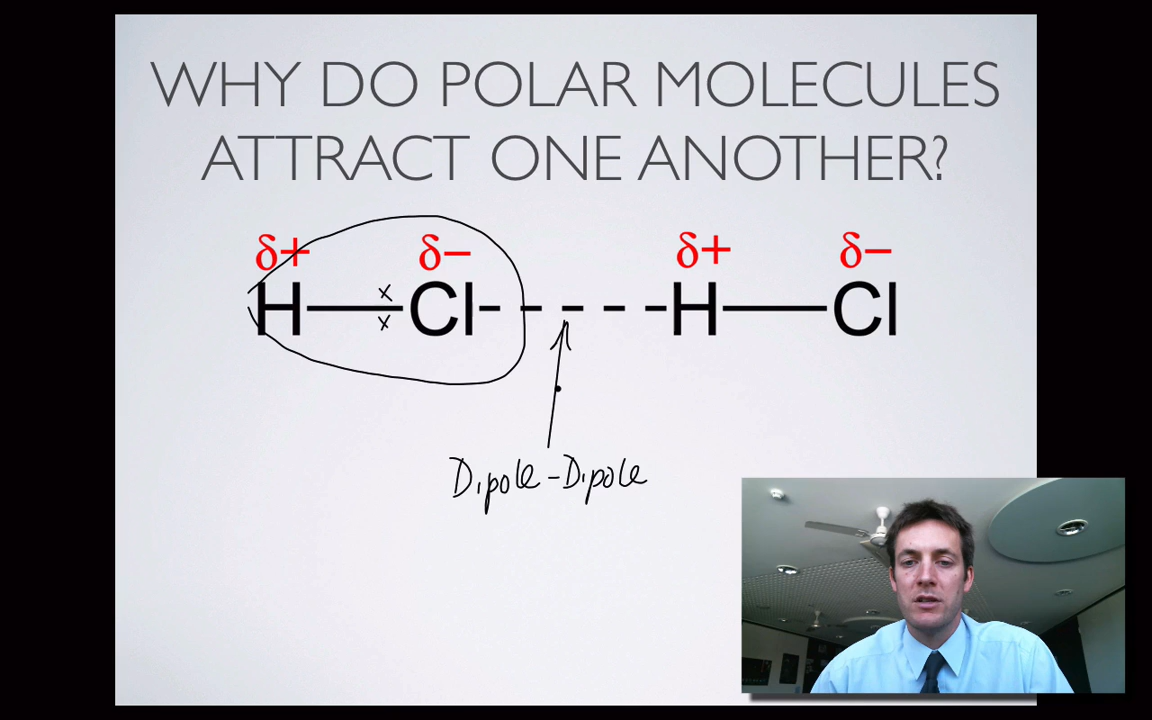 WHY DO POLAR MOLECULES
ATTRACT ONE ANOTHER?
δ+ δ− δ+ δ−
H Cl H Cl
Dipole-Dipole